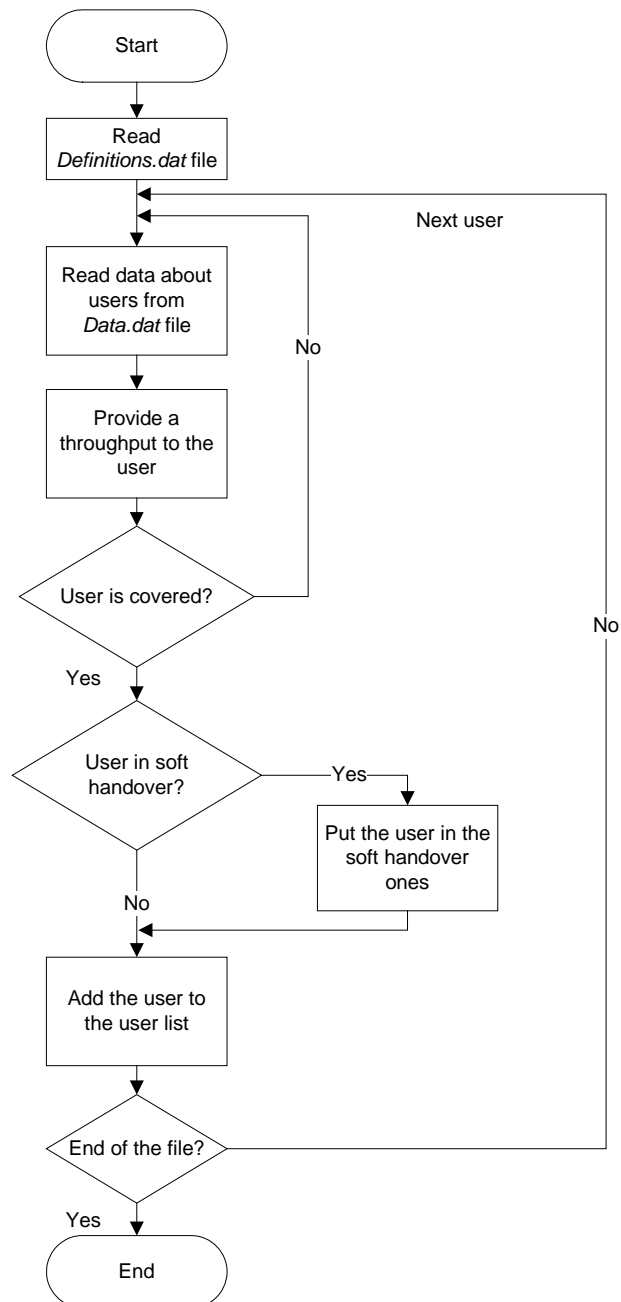 Start
Read
Definitions.dat file
Next user
Read data about
users from
Data.dat file
No
Provide a
throughput to the
user
User is covered?
No
Yes
User in soft
handover?
Yes
Put the user in the
soft handover
ones
No
Add the user to
the user list
End of the file?
Yes
End